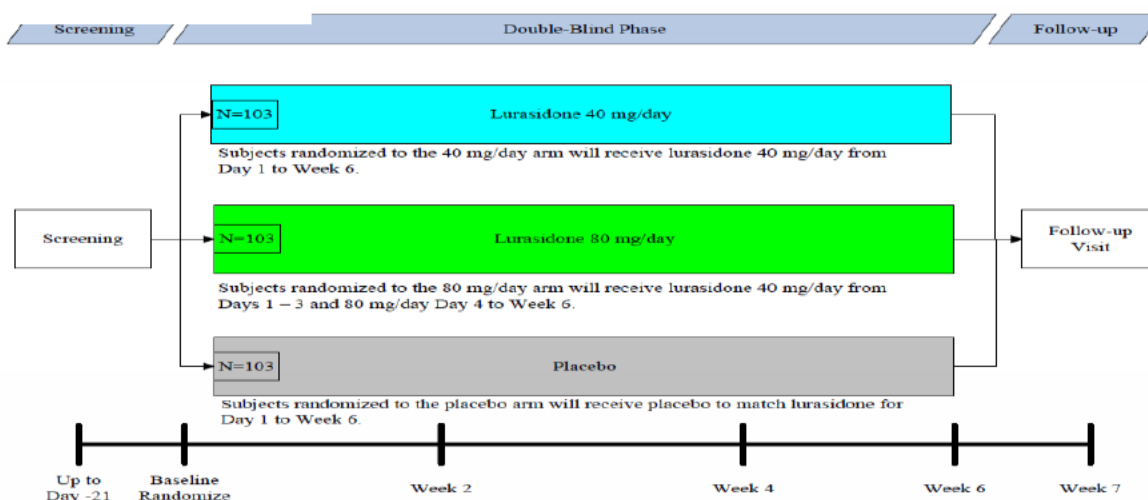 Screening Double-Blind Phase Follow-up
N=103 Lurasidone 40 mg/day
Subjects randomized to the 40 mg/day arm will receive lurasidone 40 mg/day from
Day 1 to Week 6.
Screening
N=103 Lurasidone 80 mg/day
Follow-up
Visit
Subjects randomized to the 80 mg/day arm will receive lurasidone 40 mg/day from
Days 1 – 3 and 80 mg/day Day 4 to Week 6.
N=103 Placebo
Subjects randomized to the placebo arm will receive placebo to match lurasidone for
Day 1 to Week 6.
Up to
Day -21
Baseline
Randomize
Week 2
Week 4
Week 6
Week 7